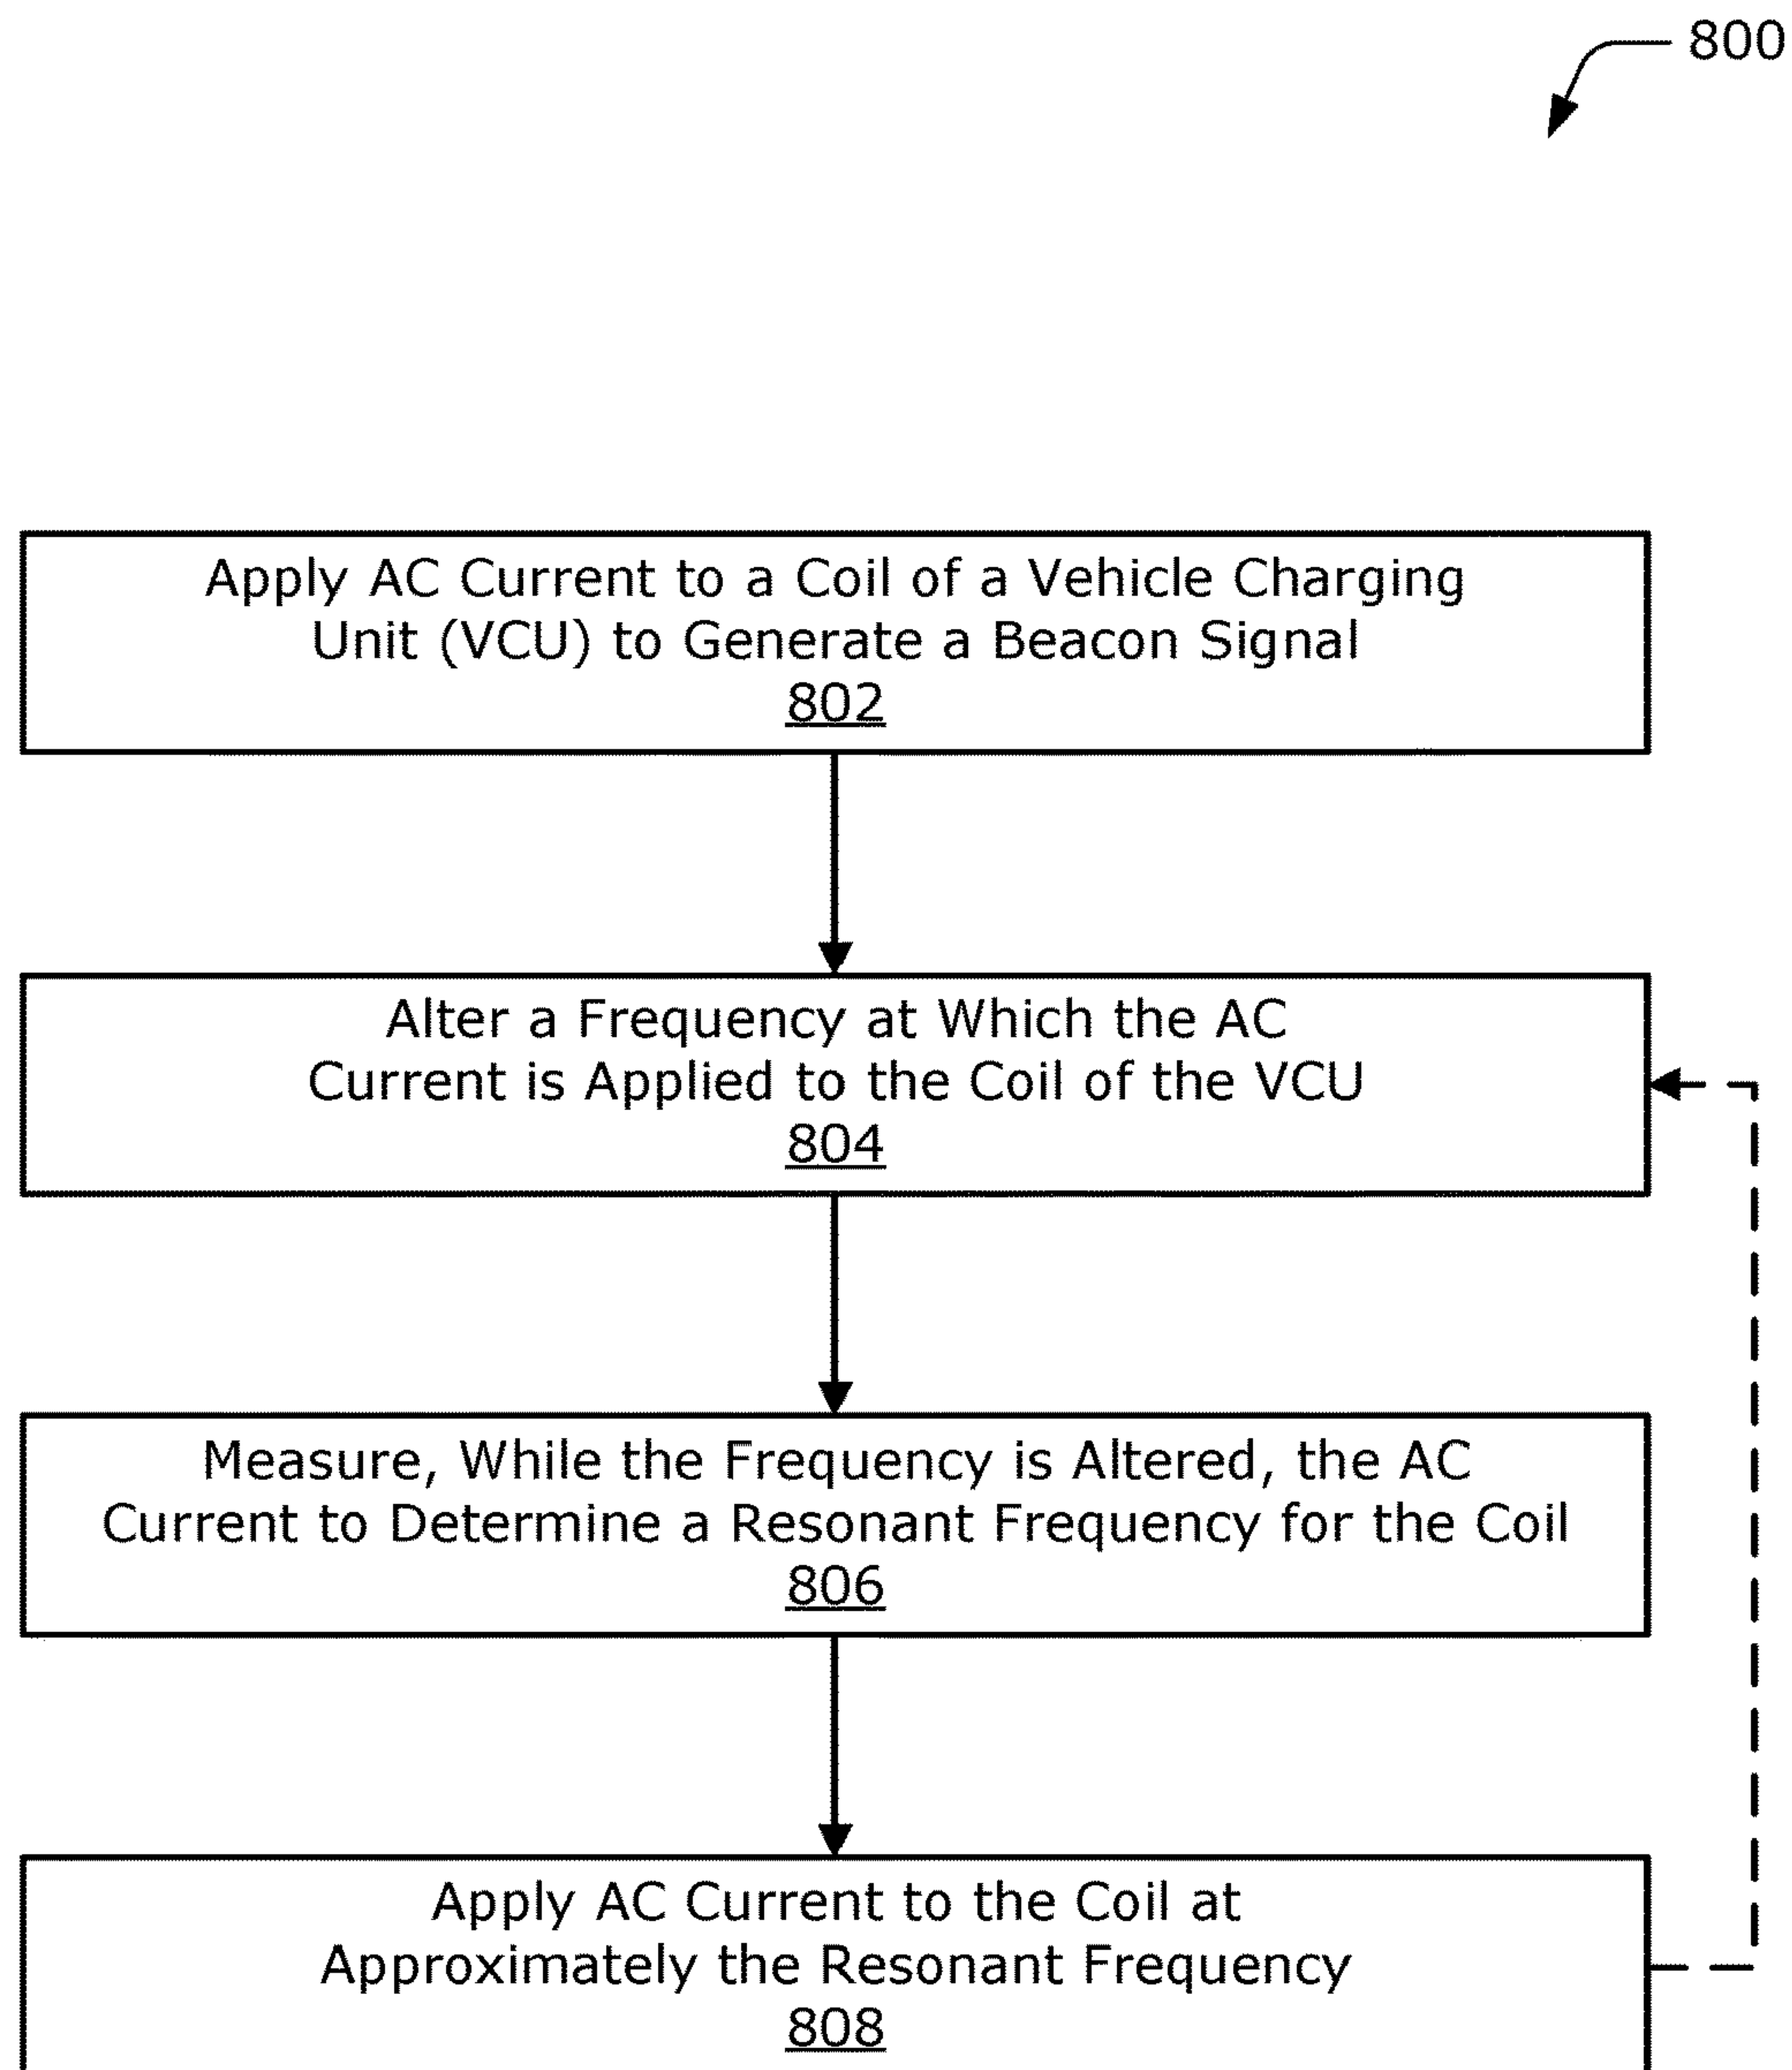 800
Apply AC Current to a Coil of a Vehicle Charging
Unit (VCU) to Generate a Beacon Signal
802
Alter a Frequency at Which the AC
Current is Applied to the Coil of the VCU
804
Measure, While the Frequency is Altered, the AC
Current to Determine a Resonant Frequency for the Coil
806
Apply AC Current to the Coil at
Approximately the Resonant Frequency
808